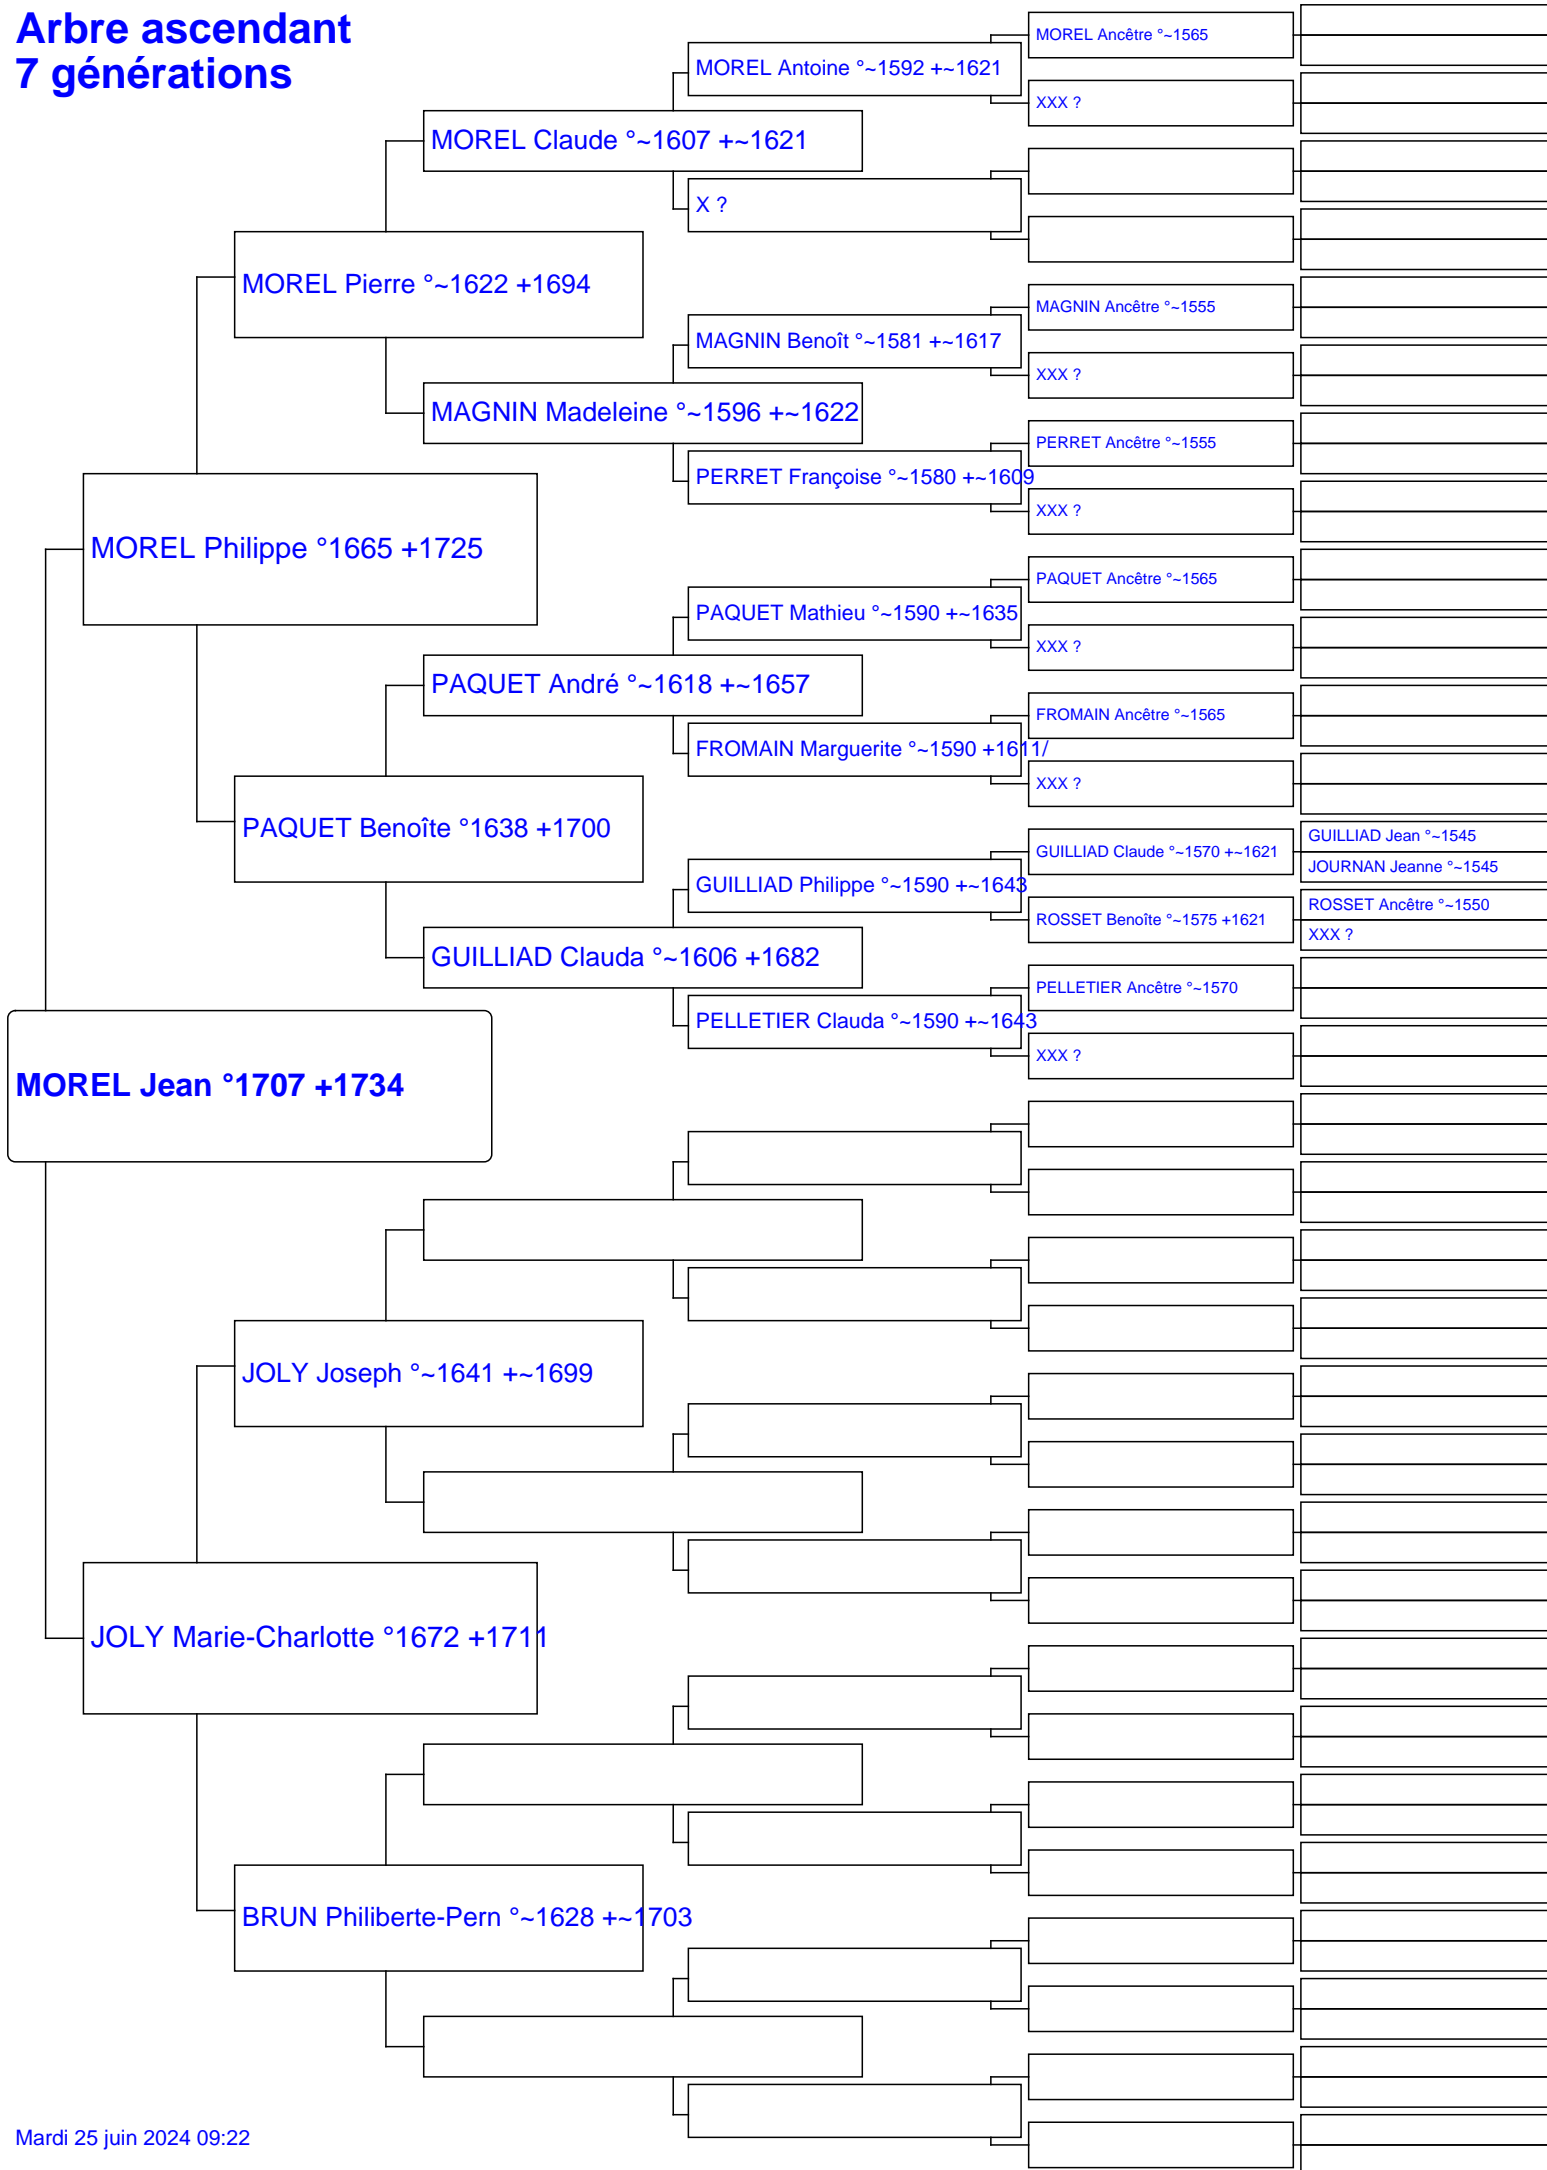 Arbre ascendant
7 générations
MOREL Ancêtre °~1565
MOREL Antoine °~1592 +~1621
XXX ?
MOREL Claude °~1607 +~1621
X ?
MOREL Pierre °~1622 +1694
MAGNIN Ancêtre °~1555
MAGNIN Benoît °~1581 +~1617
XXX ?
MAGNIN Madeleine °~1596 +~1622
PERRET Ancêtre °~1555
PERRET Françoise °~1580 +~1609
XXX ?
MOREL Philippe °1665 +1725
PAQUET Ancêtre °~1565
PAQUET Mathieu °~1590 +~1635
XXX ?
PAQUET André °~1618 +~1657
FROMAIN Ancêtre °~1565
FROMAIN Marguerite °~1590 +1611/
XXX ?
PAQUET Benoîte °1638 +1700
GUILLIAD Jean °~1545
GUILLIAD Claude °~1570 +~1621
JOURNAN Jeanne °~1545
GUILLIAD Philippe °~1590 +~1643
ROSSET Ancêtre °~1550
ROSSET Benoîte °~1575 +1621
XXX ?
GUILLIAD Clauda °~1606 +1682
PELLETIER Ancêtre °~1570
PELLETIER Clauda °~1590 +~1643
XXX ?
MOREL Jean °1707 +1734
JOLY Joseph °~1641 +~1699
JOLY Marie-Charlotte °1672 +1711
BRUN Philiberte-Pern °~1628 +~1703
Mardi 25 juin 2024 09:22